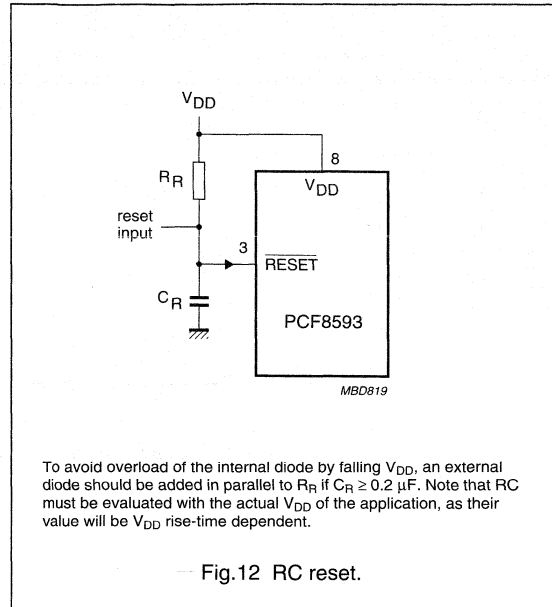 VDD
8
RR
VDD
reset
input
3
RESET
CR
PCF8593
MBD819
To avoid overload of the internal diode by falling VDD, an external
diode should be added in parallel to RR if CR ≥ 0.2 µF. Note that RC
must be evaluated with the actual VDD of the application, as their
value will be VDD rise-time dependent.
Fig.12 RC reset.